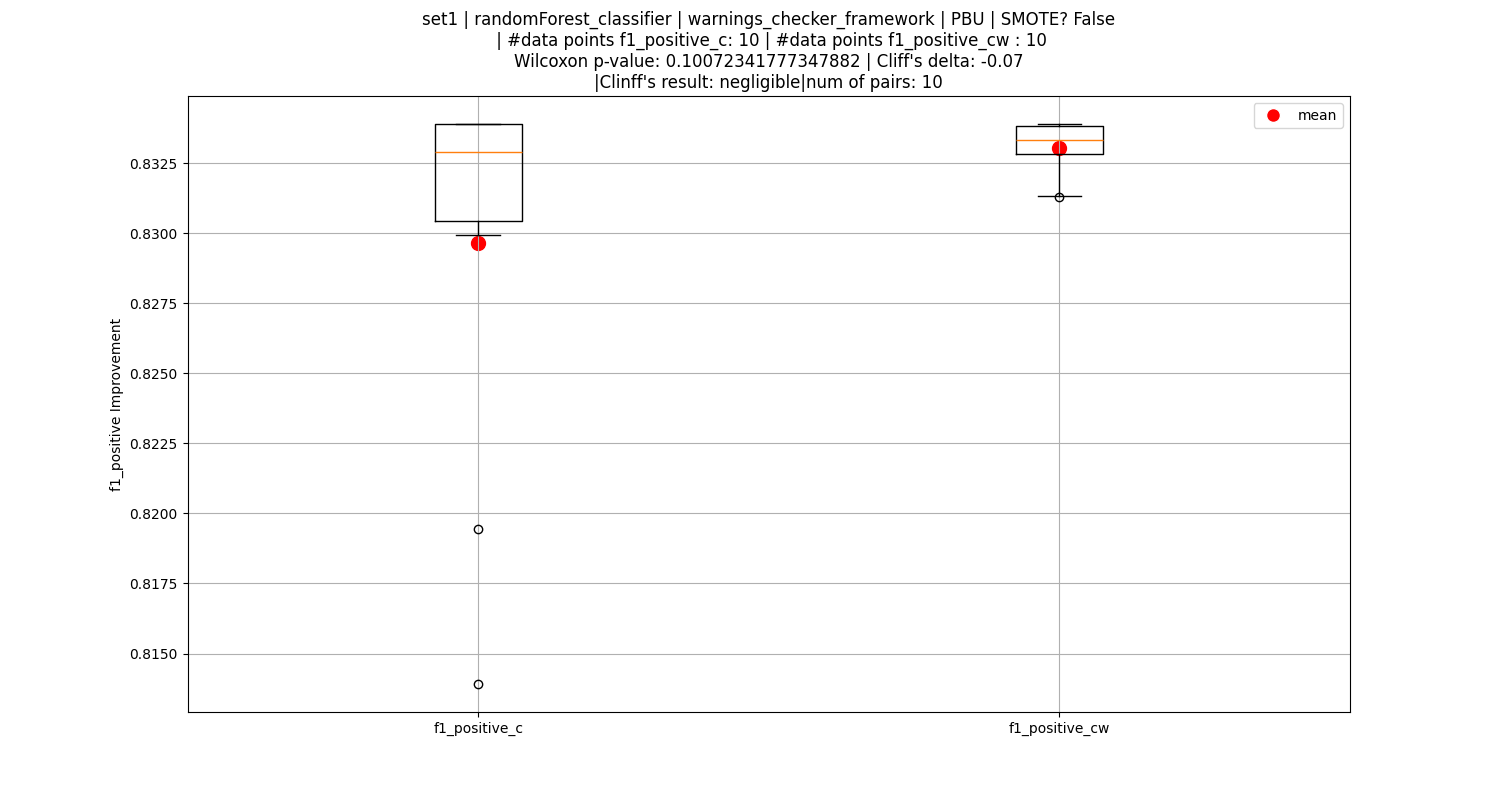 set1 | randomForest_classifier | warnings_checker_framework | PBU | SMOTE? False
| #data points f1_positive_c: 10 | #data points f1_positive_cw : 10
Wilcoxon p-value: 0.10072341777347882 | Cliff's delta: -0.07
|Clinff's result: negligible|num of pairs: 10
mean
0.8325
0.8300
0.8275
0.8250
0.8225
0.8200
0.8175
0.8150
f1_positive Improvement
f1_positive_c
f1_positive_cw